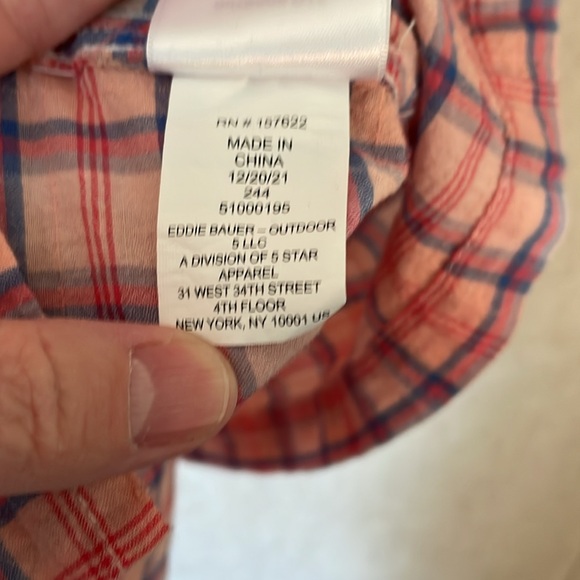 RN # 157622
MADE IN
CHINA
12/20/21
244
51000195
EDDIE BAUER – OUTDOOR
5 LLC
A DIVISION OF 5 STAR
APPAREL
31 WEST 34TH STREET
4TH FLOOR
NEW YORK, NY 10001 US